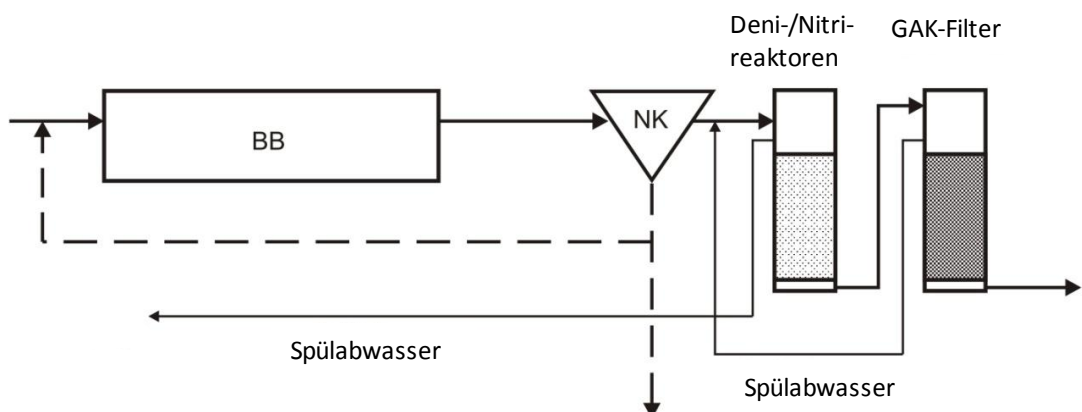 Deni-/Nitri-
reaktoren
GAK-Filter
BB
NK
Spülabwasser
Spülabwasser